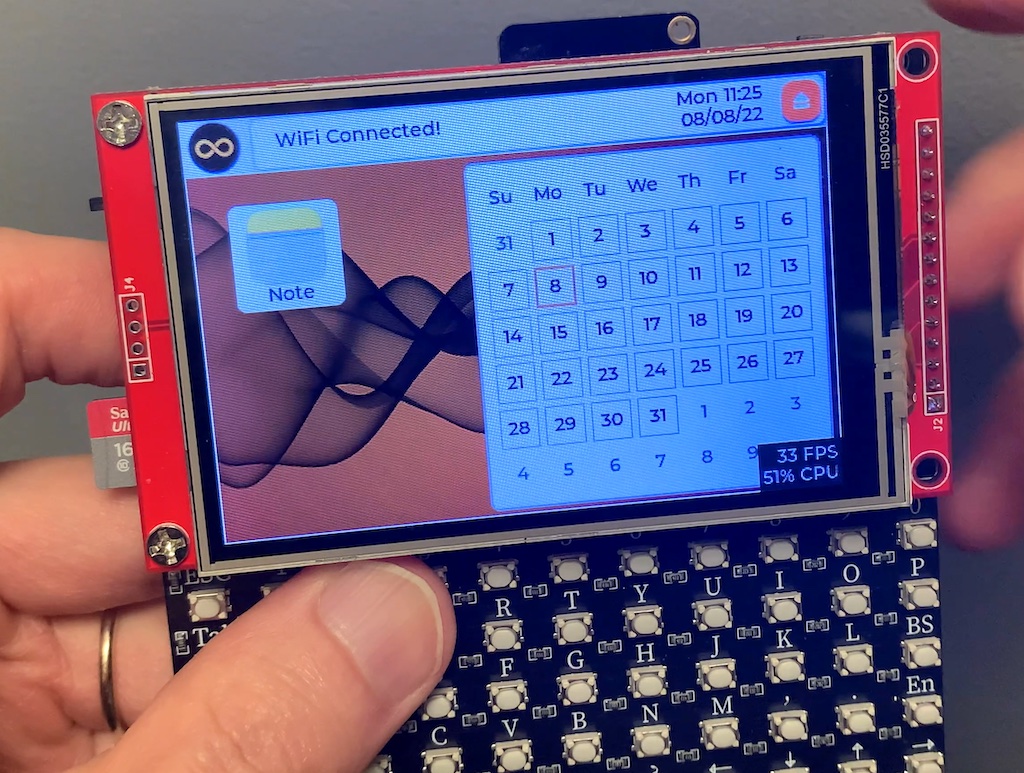 WiFi Connected!
Mon 11:25
08/08/22
HSD035577C1
Note
Su Mo Tu We Th Fr Sa
31 1 2 3 4 5 6
7 8 9 10 11 12 13
14 15 16 17 18 19 20
21 22 23 24 25 26 27
28 29 30 31 1 2 3
4 5 6 7 8 9
33 FPS
51% CPU
J4
J2
16
ESC
R T Y U I O P
F G H J K L BS
C V B N M , . En
← ↓ ↑ →